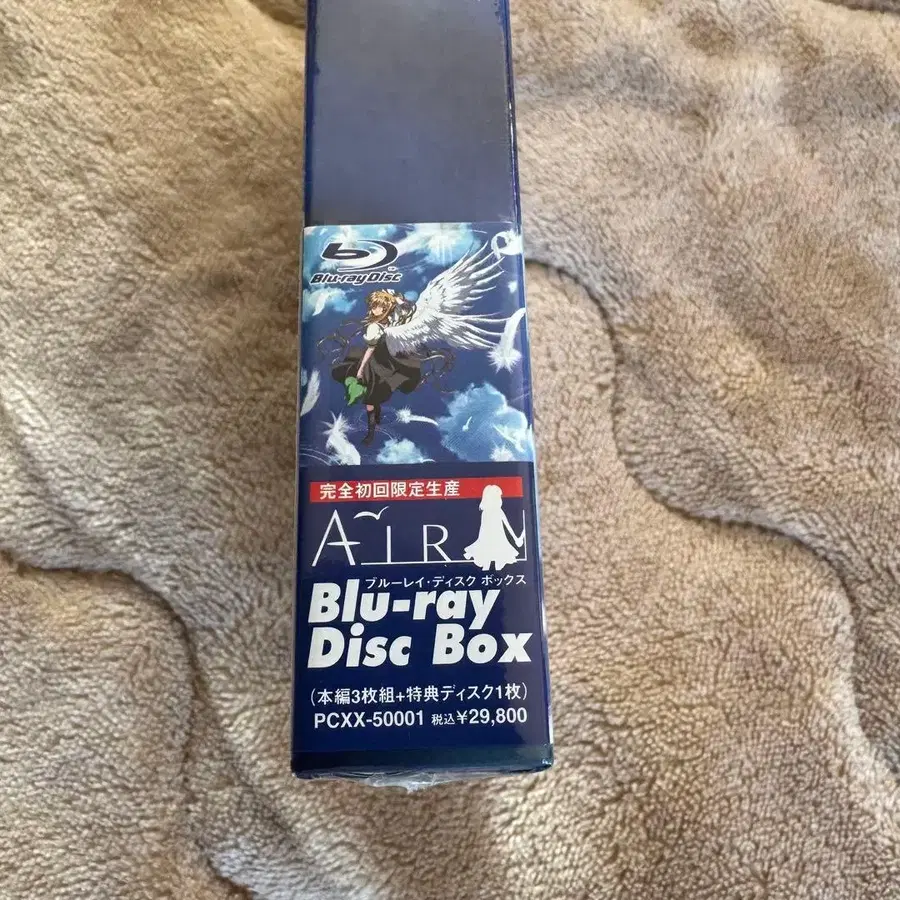 Blu-ray Disc
完全初回限定生産
AIR
ブルーレイ・ディスク ボックス
Blu-ray
Disc Box
(本編3枚組+特典ディスク1枚)
PCXX-50001 税込¥29,800